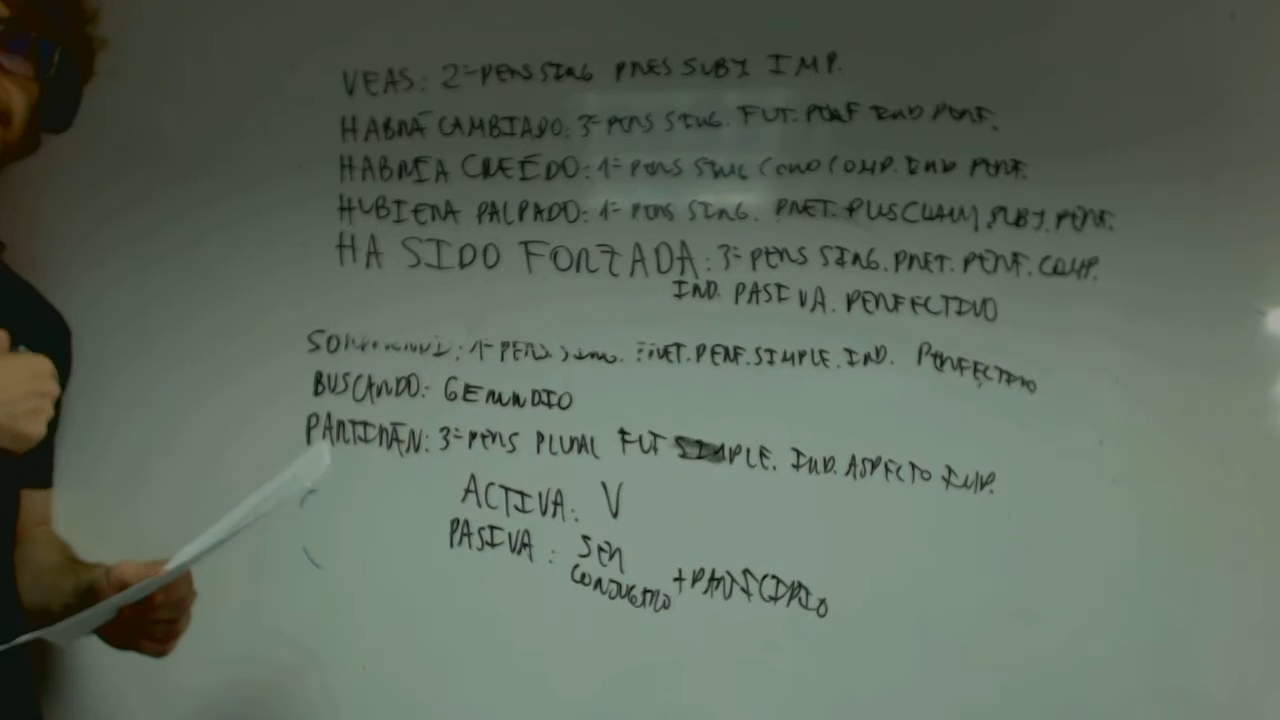 VEAS: 2ª PERS SING PRES SUBJ IMP.
HABRÁ CAMBIADO: 3ª PERS SING. FUT. PERF IND PERF.
HABRÍA CREÍDO: 1ª PERS SING COND COMP. IND PERF.
HUBIERA PALPADO: 1ª PERS SING. PRET. PLUSCUAM. SUBJ. PERF.
HA SIDO FORZADA: 3ª PERS SING. PRET. PERF. COMP.
IND. PASIVA. PERFECTIVO
1ª PERS SING. PRET. PERF. SIMPLE. IND. PERFECTIVO
BUSCANDO: GERUNDIO
PARTIRÁN: 3ª PERS PLURAL FUT SIMPLE. IND. ASPECTO IMP.
ACTIVA: V
PASIVA: SER
CONJUGADO + PARTICIPIO